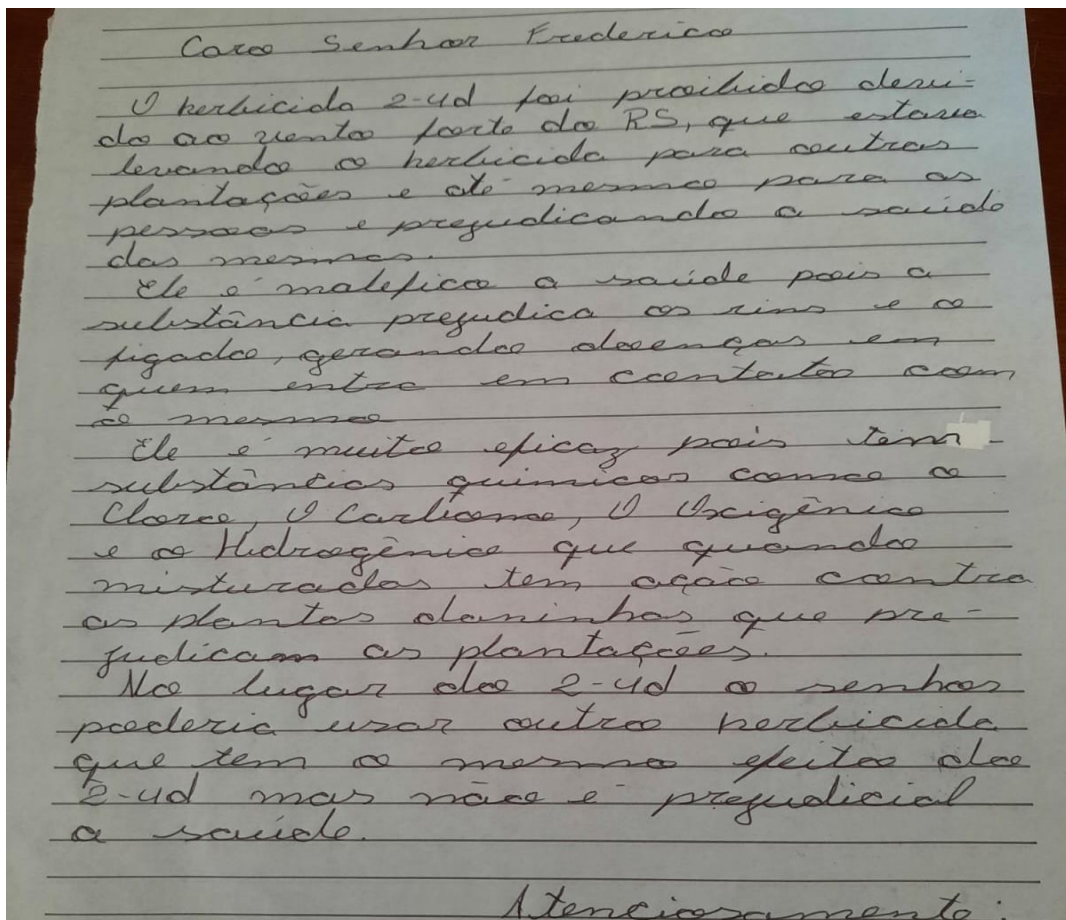 Caro Senhor Frederico
O herbicida 2-4d foi proibido devi-
do ao vento forte do RS, que estava
levando o herbicida para outras
plantações e até mesmo para as
pessoas e prejudicando a saúde
das mesmas.
Ele é malefico a saúde pois a
substância prejudica os rins e o
figado, gerando doenças em
quem entra em contato com
o mesmo
Ele é muito eficaz pois tem
substâncias químicas como o
Cloro, O Carbono, O Oxigênio
e o Hidrogênio que quando
misturadas tem ação contra
as plantas daninhas que pre-
judicam as plantações.
No lugar do 2-4d o senhor
poderia usar outro herbicida
que tem o mesmo efeito do
2-4d mas não é prejudicial
a saúde.
Atenciosamente: